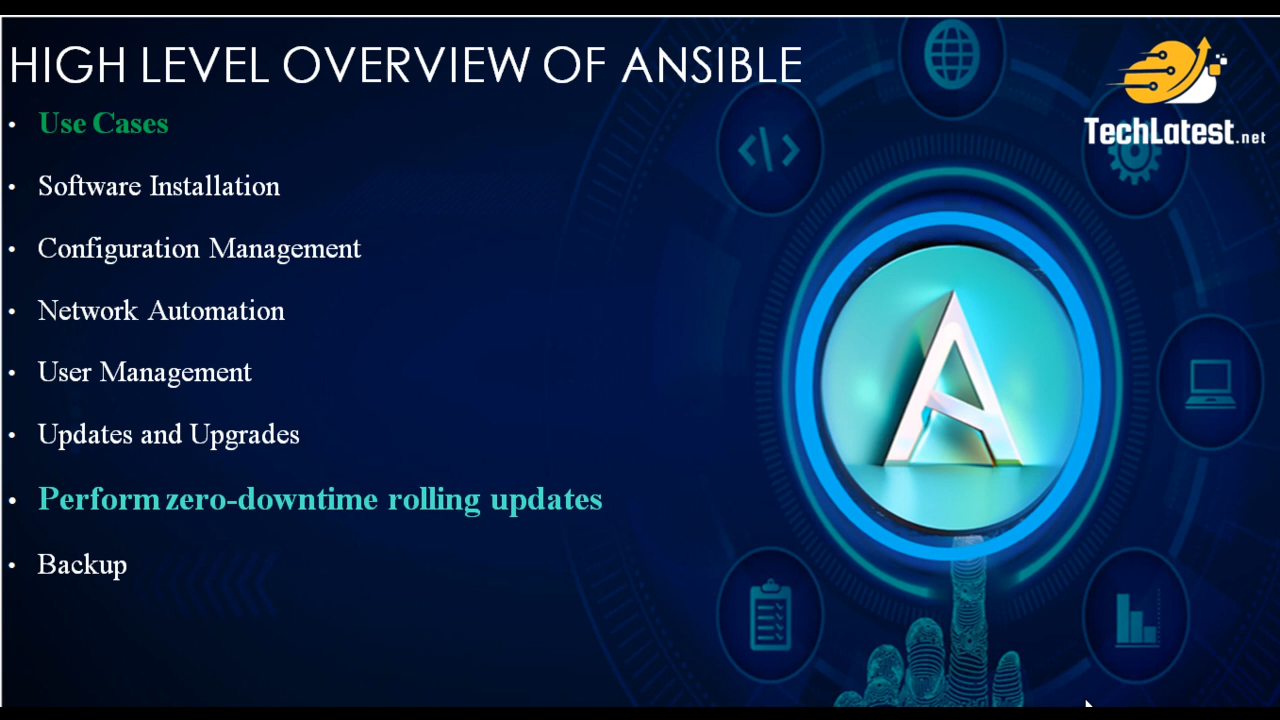 HIGH LEVEL OVERVIEW OF ANSIBLE
TechLatest.net
• Use Cases
• Software Installation
• Configuration Management
• Network Automation
• User Management
• Updates and Upgrades
• Perform zero-downtime rolling updates
• Backup
A